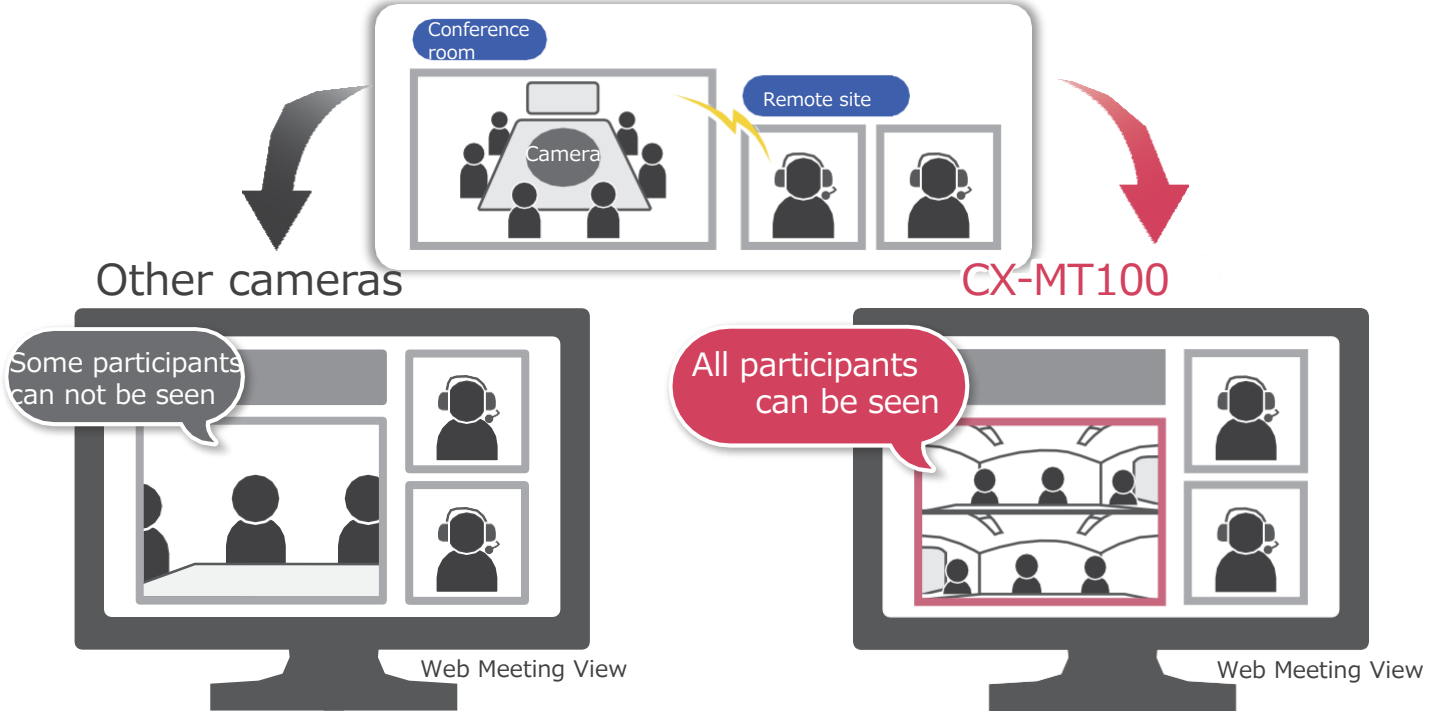 Conference
room
Remote site
Camera
Other cameras
CX-MT100
Some participants
can not be seen
All participants
can be seen
Web Meeting View
Web Meeting View